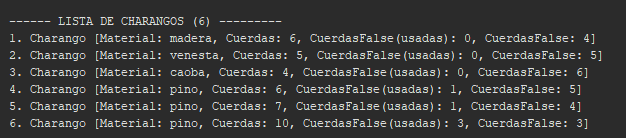 ------ LISTA DE CHARANGOS (6) ---------
1. Charango [Material: madera, Cuerdas: 6, CuerdasFalse(usadas): 0, CuerdasFalse: 4]
2. Charango [Material: venesta, Cuerdas: 5, CuerdasFalse(usadas): 0, CuerdasFalse: 5]
3. Charango [Material: caoba, Cuerdas: 4, CuerdasFalse(usadas): 0, CuerdasFalse: 6]
4. Charango [Material: pino, Cuerdas: 6, CuerdasFalse(usadas): 1, CuerdasFalse: 5]
5. Charango [Material: pino, Cuerdas: 7, CuerdasFalse(usadas): 1, CuerdasFalse: 4]
6. Charango [Material: pino, Cuerdas: 10, CuerdasFalse(usadas): 3, CuerdasFalse: 3]